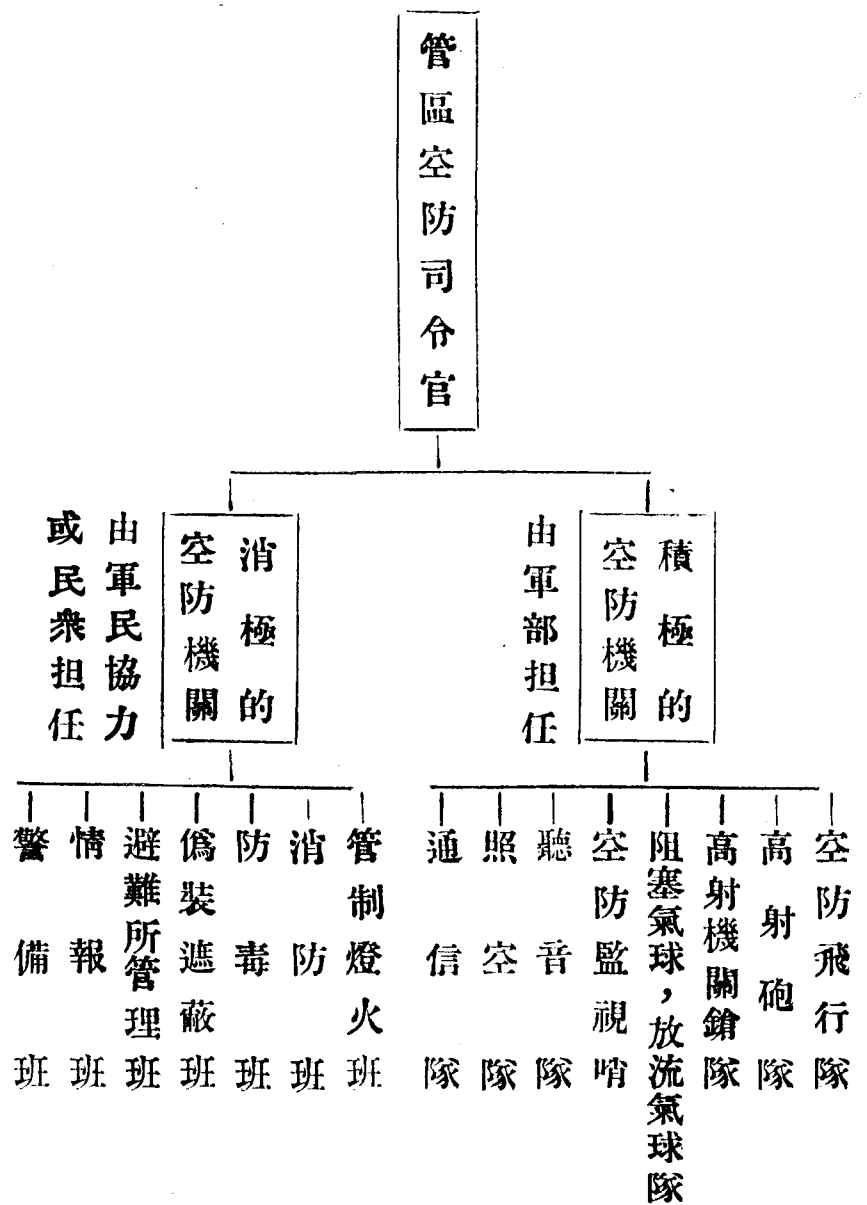 管區空防司令官
積極的
空防機關
由軍部担任
消極的
空防機關
由軍民協力
或民衆担任
空防飛行隊
高射砲隊
高射機關鎗隊
阻塞氣球，放流氣球隊
空防監視哨
聽音隊
照空隊
通信隊
管制燈火班
消防班
防毒班
偽裝遮蔽班
避難所管理班
情報班
警備班